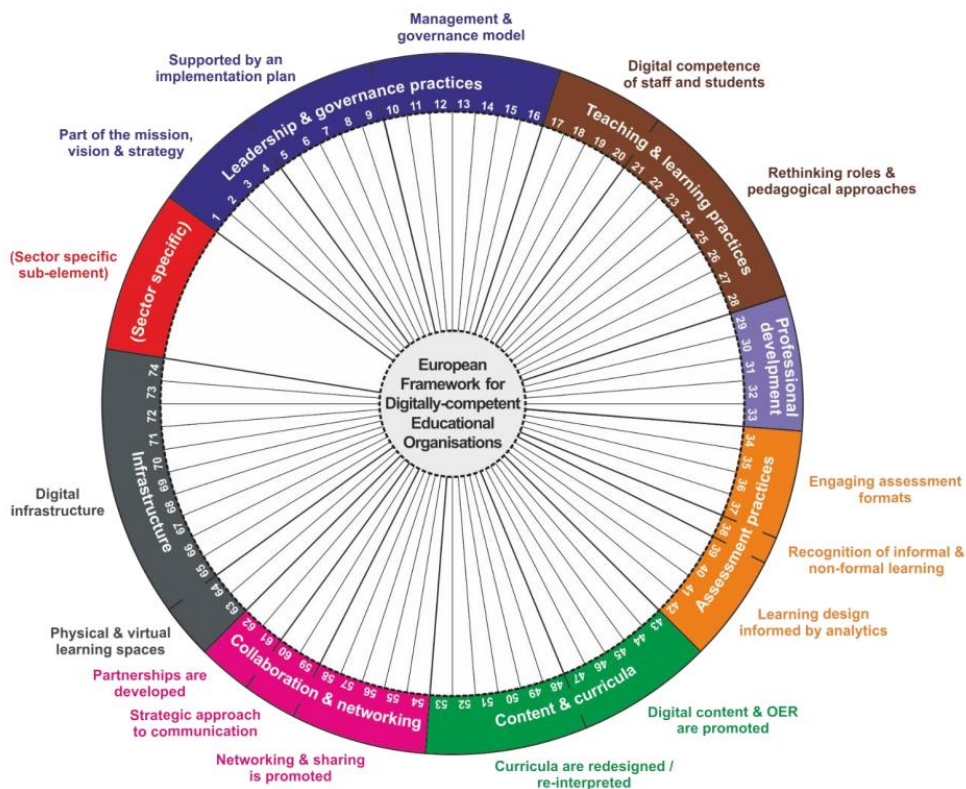 Management &
governance model
Supported by an
implementation plan
Part of the mission,
vision & strategy
Leadership & governance practices
1
2
3
4
5
6
7
8
9
10
11
12
13
14
15
16
Digital competence
of staff and students
Rethinking roles &
pedagogical approaches
Teaching & learning practices
17
18
19
20
21
22
23
24
25
26
27
28
Professional
develpment
29
30
31
32
33
Assessment practices
34
35
36
37
38
39
40
41
42
Engaging assessment
formats
Recognition of informal &
non-formal learning
Learning design
informed by analytics
Content & curricula
43
44
45
46
47
48
49
50
51
52
53
Digital content & OER
are promoted
Curricula are redesigned /
re-interpreted
Collaboration & networking
54
55
56
57
58
59
60
61
62
Networking & sharing
is promoted
Strategic approach
to communication
Partnerships are
developed
Infrastructure
63
64
65
66
67
68
69
70
71
72
73
74
Physical & virtual
learning spaces
Digital
infrastructure
(Sector specific)
(Sector specific
sub-element)
European
Framework for
Digitally-competent
Educational
Organisations